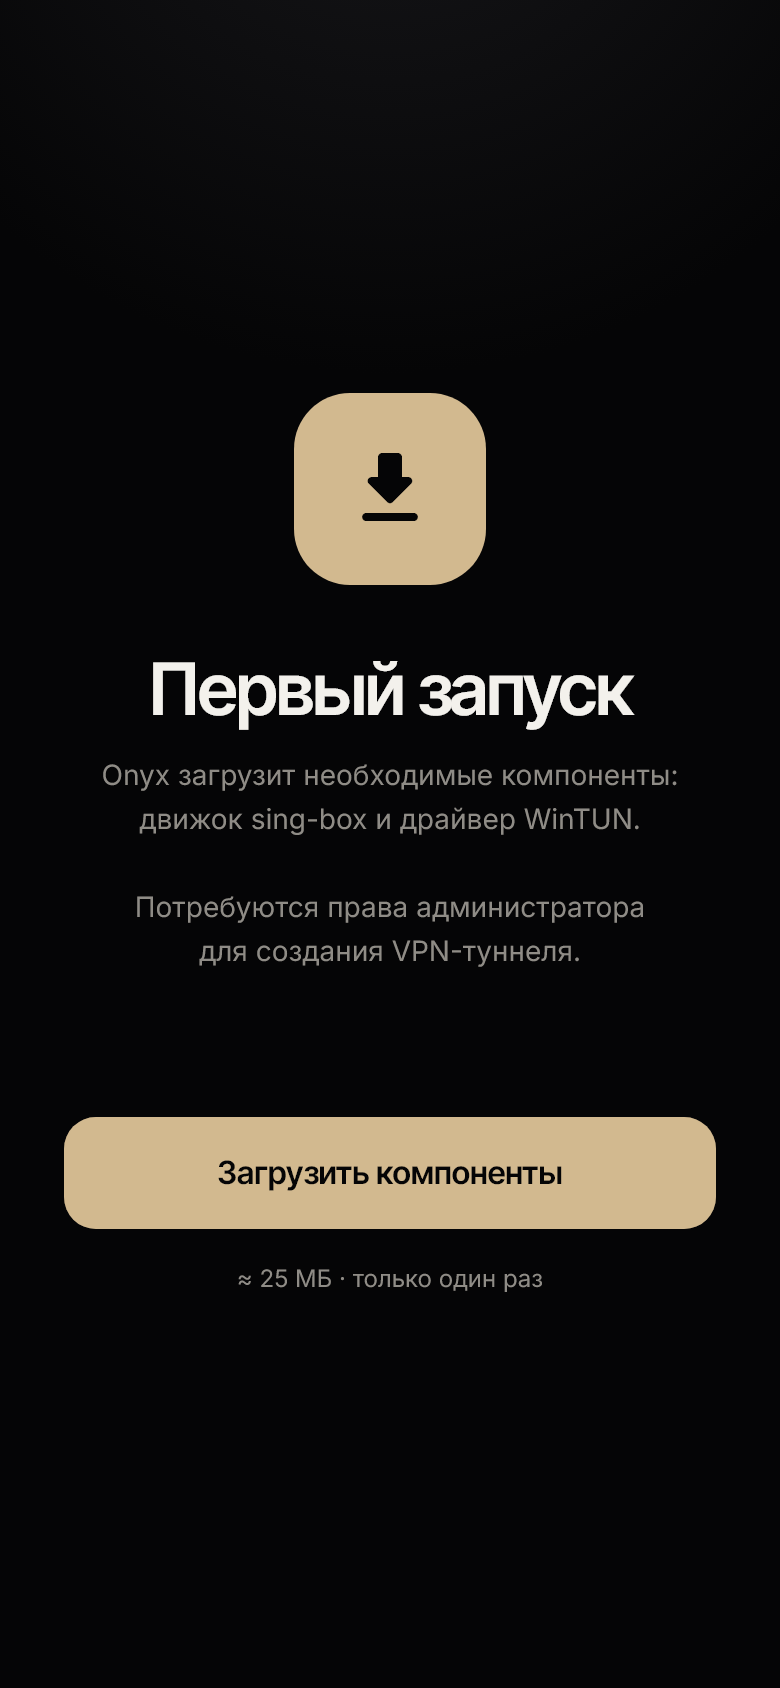 Первый запуск
Onyx загрузит необходимые компоненты:
движок sing-box и драйвер WinTUN.
Потребуются права администратора
для создания VPN-туннеля.
Загрузить компоненты
≈ 25 МБ · только один раз